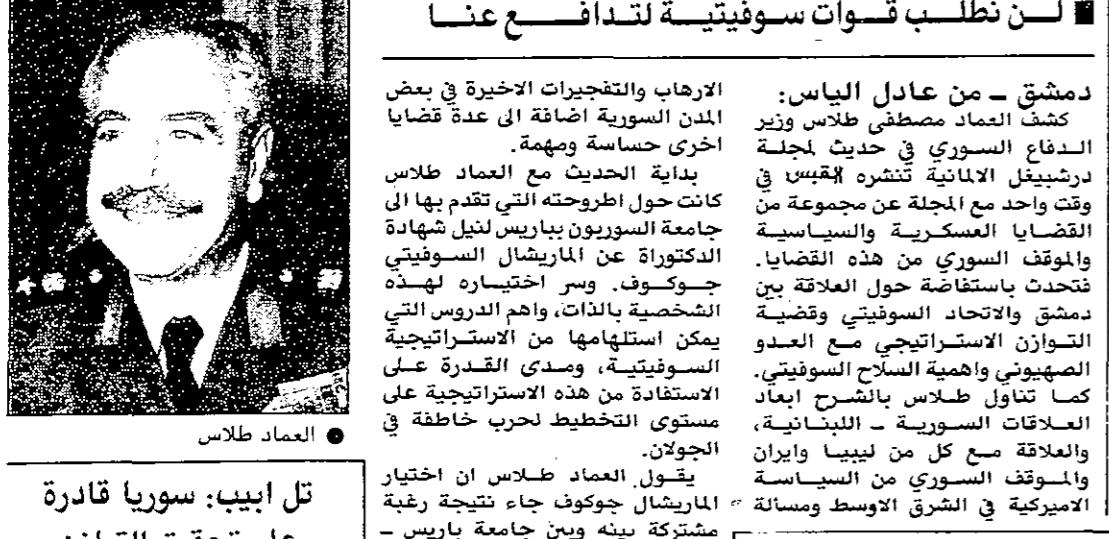 ■ لن نطلب قوات سوفيتية لتدافع عنا
دمشق ـ من عادل الياس:
كشف العماد مصطفى طلاس وزير
الدفاع السوري في حديث لمجلة
درشبيغل الالمانية تنشره القبس في
وقت واحد مع المجلة عن مجموعة من
القضايا العسكرية والسياسية
والموقف السوري من هذه القضايا.
فتحدث باستفاضة حول العلاقة بين
دمشق والاتحاد السوفيتي وقضية
التوازن الاستراتيجي مع العدو
الصهيوني واهمية السلاح السوفيتي.
كما تناول طلاس بالشرح ابعاد
العلاقات السورية ـ اللبنانية،
والعلاقة مع كل من ليبيا وايران
والموقف السوري من السياسة
الاميركية في الشرق الاوسط ومسألة
الارهاب والتفجيرات الاخيرة في بعض
المدن السورية اضافة الى عدة قضايا
اخرى حساسة ومهمة.
بداية الحديث مع العماد طلاس
كانت حول اطروحته التي تقدم بها الى
جامعة السوربون بباريس لنيل شهادة
الدكتوراة عن الماريشال السوفيتي
جوكوف. وسر اختياره لهذه
الشخصية بالذات، واهم الدروس التي
يمكن استلهامها من الاستراتيجية
السوفيتية، ومدى القدرة على
الاستفادة من هذه الاستراتيجية على
مستوى التخطيط لحرب خاطفة في
الجولان.
يقول العماد طلاس ان اختيار
الماريشال جوكوف جاء نتيجة رغبة
مشتركة بينه وبين جامعة باريس ـ
● العماد طلاس
تل ابيب: سوريا قادرة